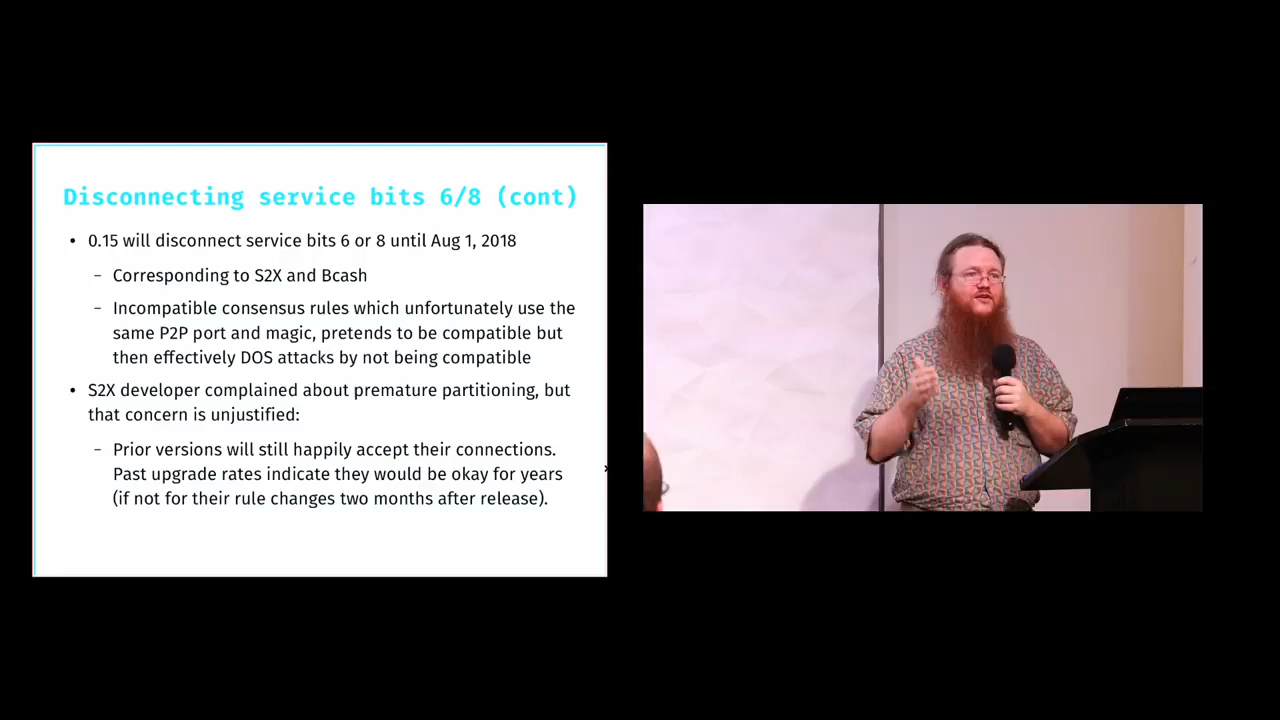 Disconnecting service bits 6/8 (cont)
• 0.15 will disconnect service bits 6 or 8 until Aug 1, 2018
– Corresponding to S2X and Bcash
– Incompatible consensus rules which unfortunately use the
same P2P port and magic, pretends to be compatible but
then effectively DOS attacks by not being compatible
• S2X developer complained about premature partitioning, but
that concern is unjustified:
– Prior versions will still happily accept their connections.
Past upgrade rates indicate they would be okay for years
(if not for their rule changes two months after release).